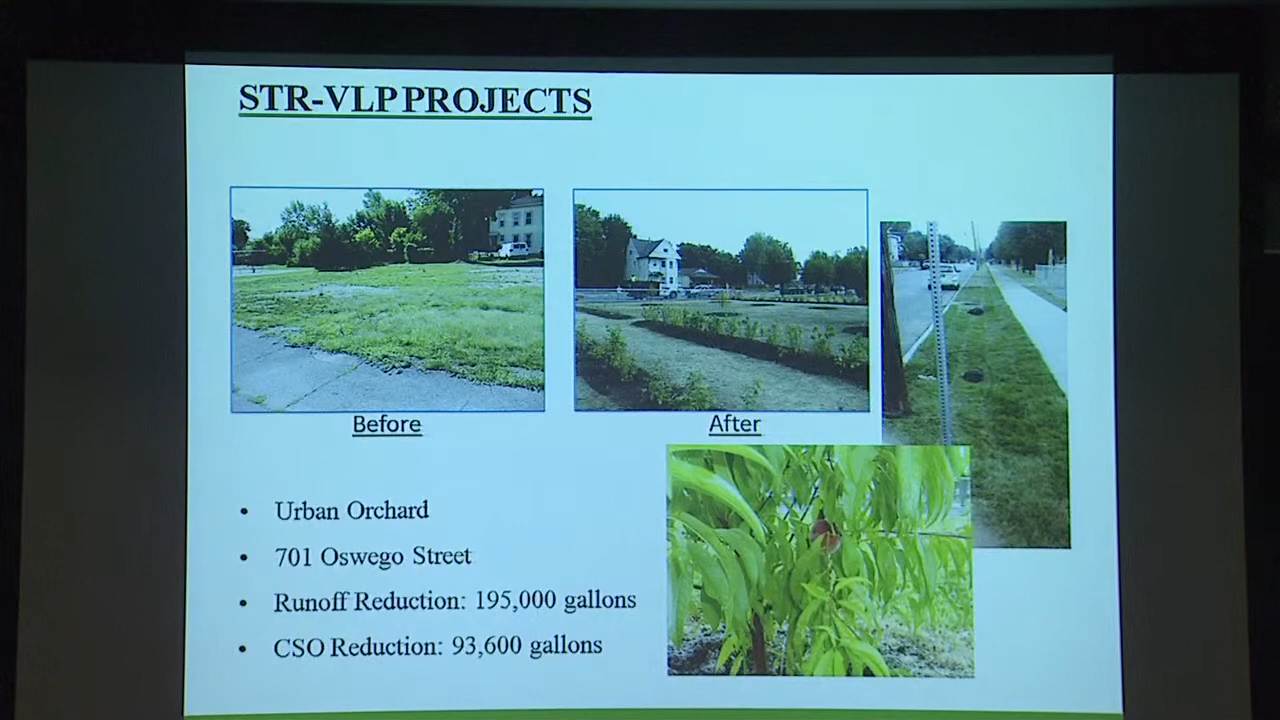 STR-VLP PROJECTS
Before
After
• Urban Orchard
• 701 Oswego Street
• Runoff Reduction: 195,000 gallons
• CSO Reduction: 93,600 gallons